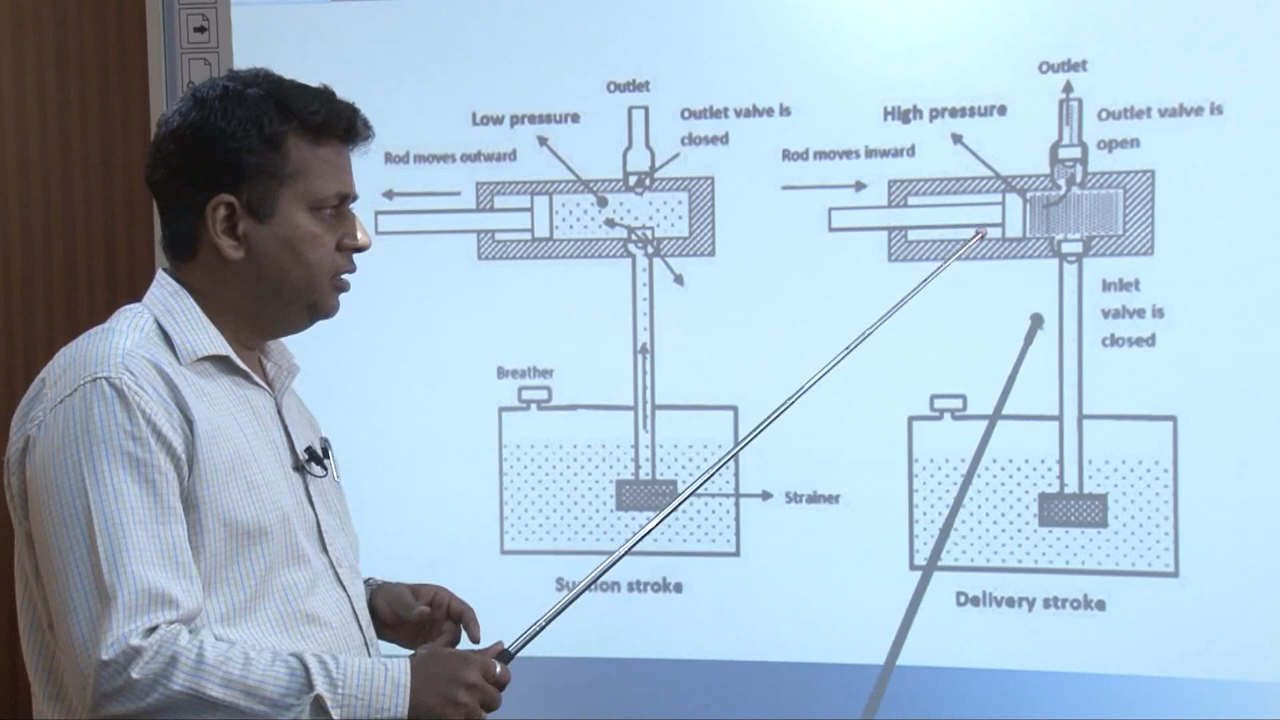 Outlet
Low pressure
Outlet valve is
closed
Rod moves outward
Breather
Strainer
Suction stroke
Outlet
High pressure
Outlet valve is
open
Rod moves inward
Inlet
valve is
closed
Delivery stroke